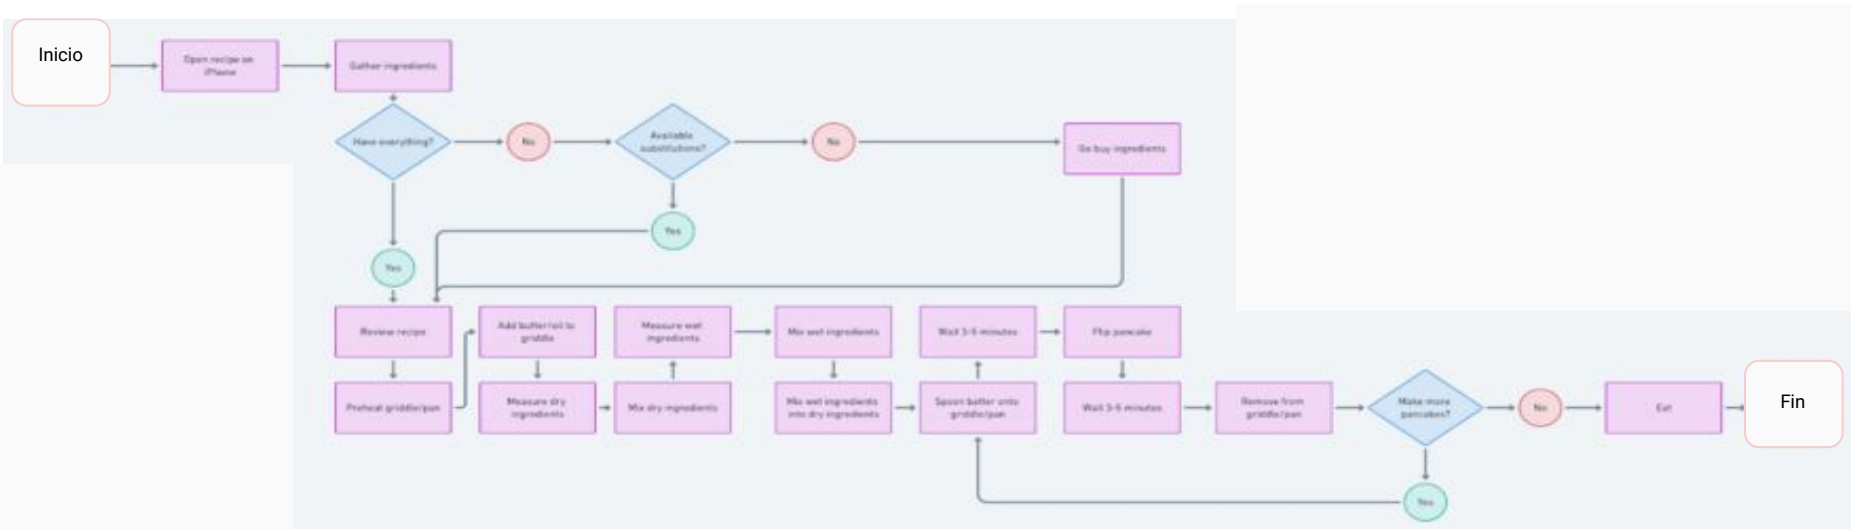 Inicio
Open recipe on
iPhone
Gather ingredients
Have everything?
No
Available
substitutions?
No
Go buy ingredients
Yes
Yes
Review recipe
Add butter/oil to
griddle
Measure wet
ingredients
Mix wet ingredients
Wait 3-5 minutes
Flip pancake
Preheat griddle/pan
Measure dry
ingredients
Mix dry ingredients
Mix wet ingredients
into dry ingredients
Spoon batter onto
griddle/pan
Wait 3-5 minutes
Remove from
griddle/pan
Make more
pancakes?
No
Eat
Fin
Yes